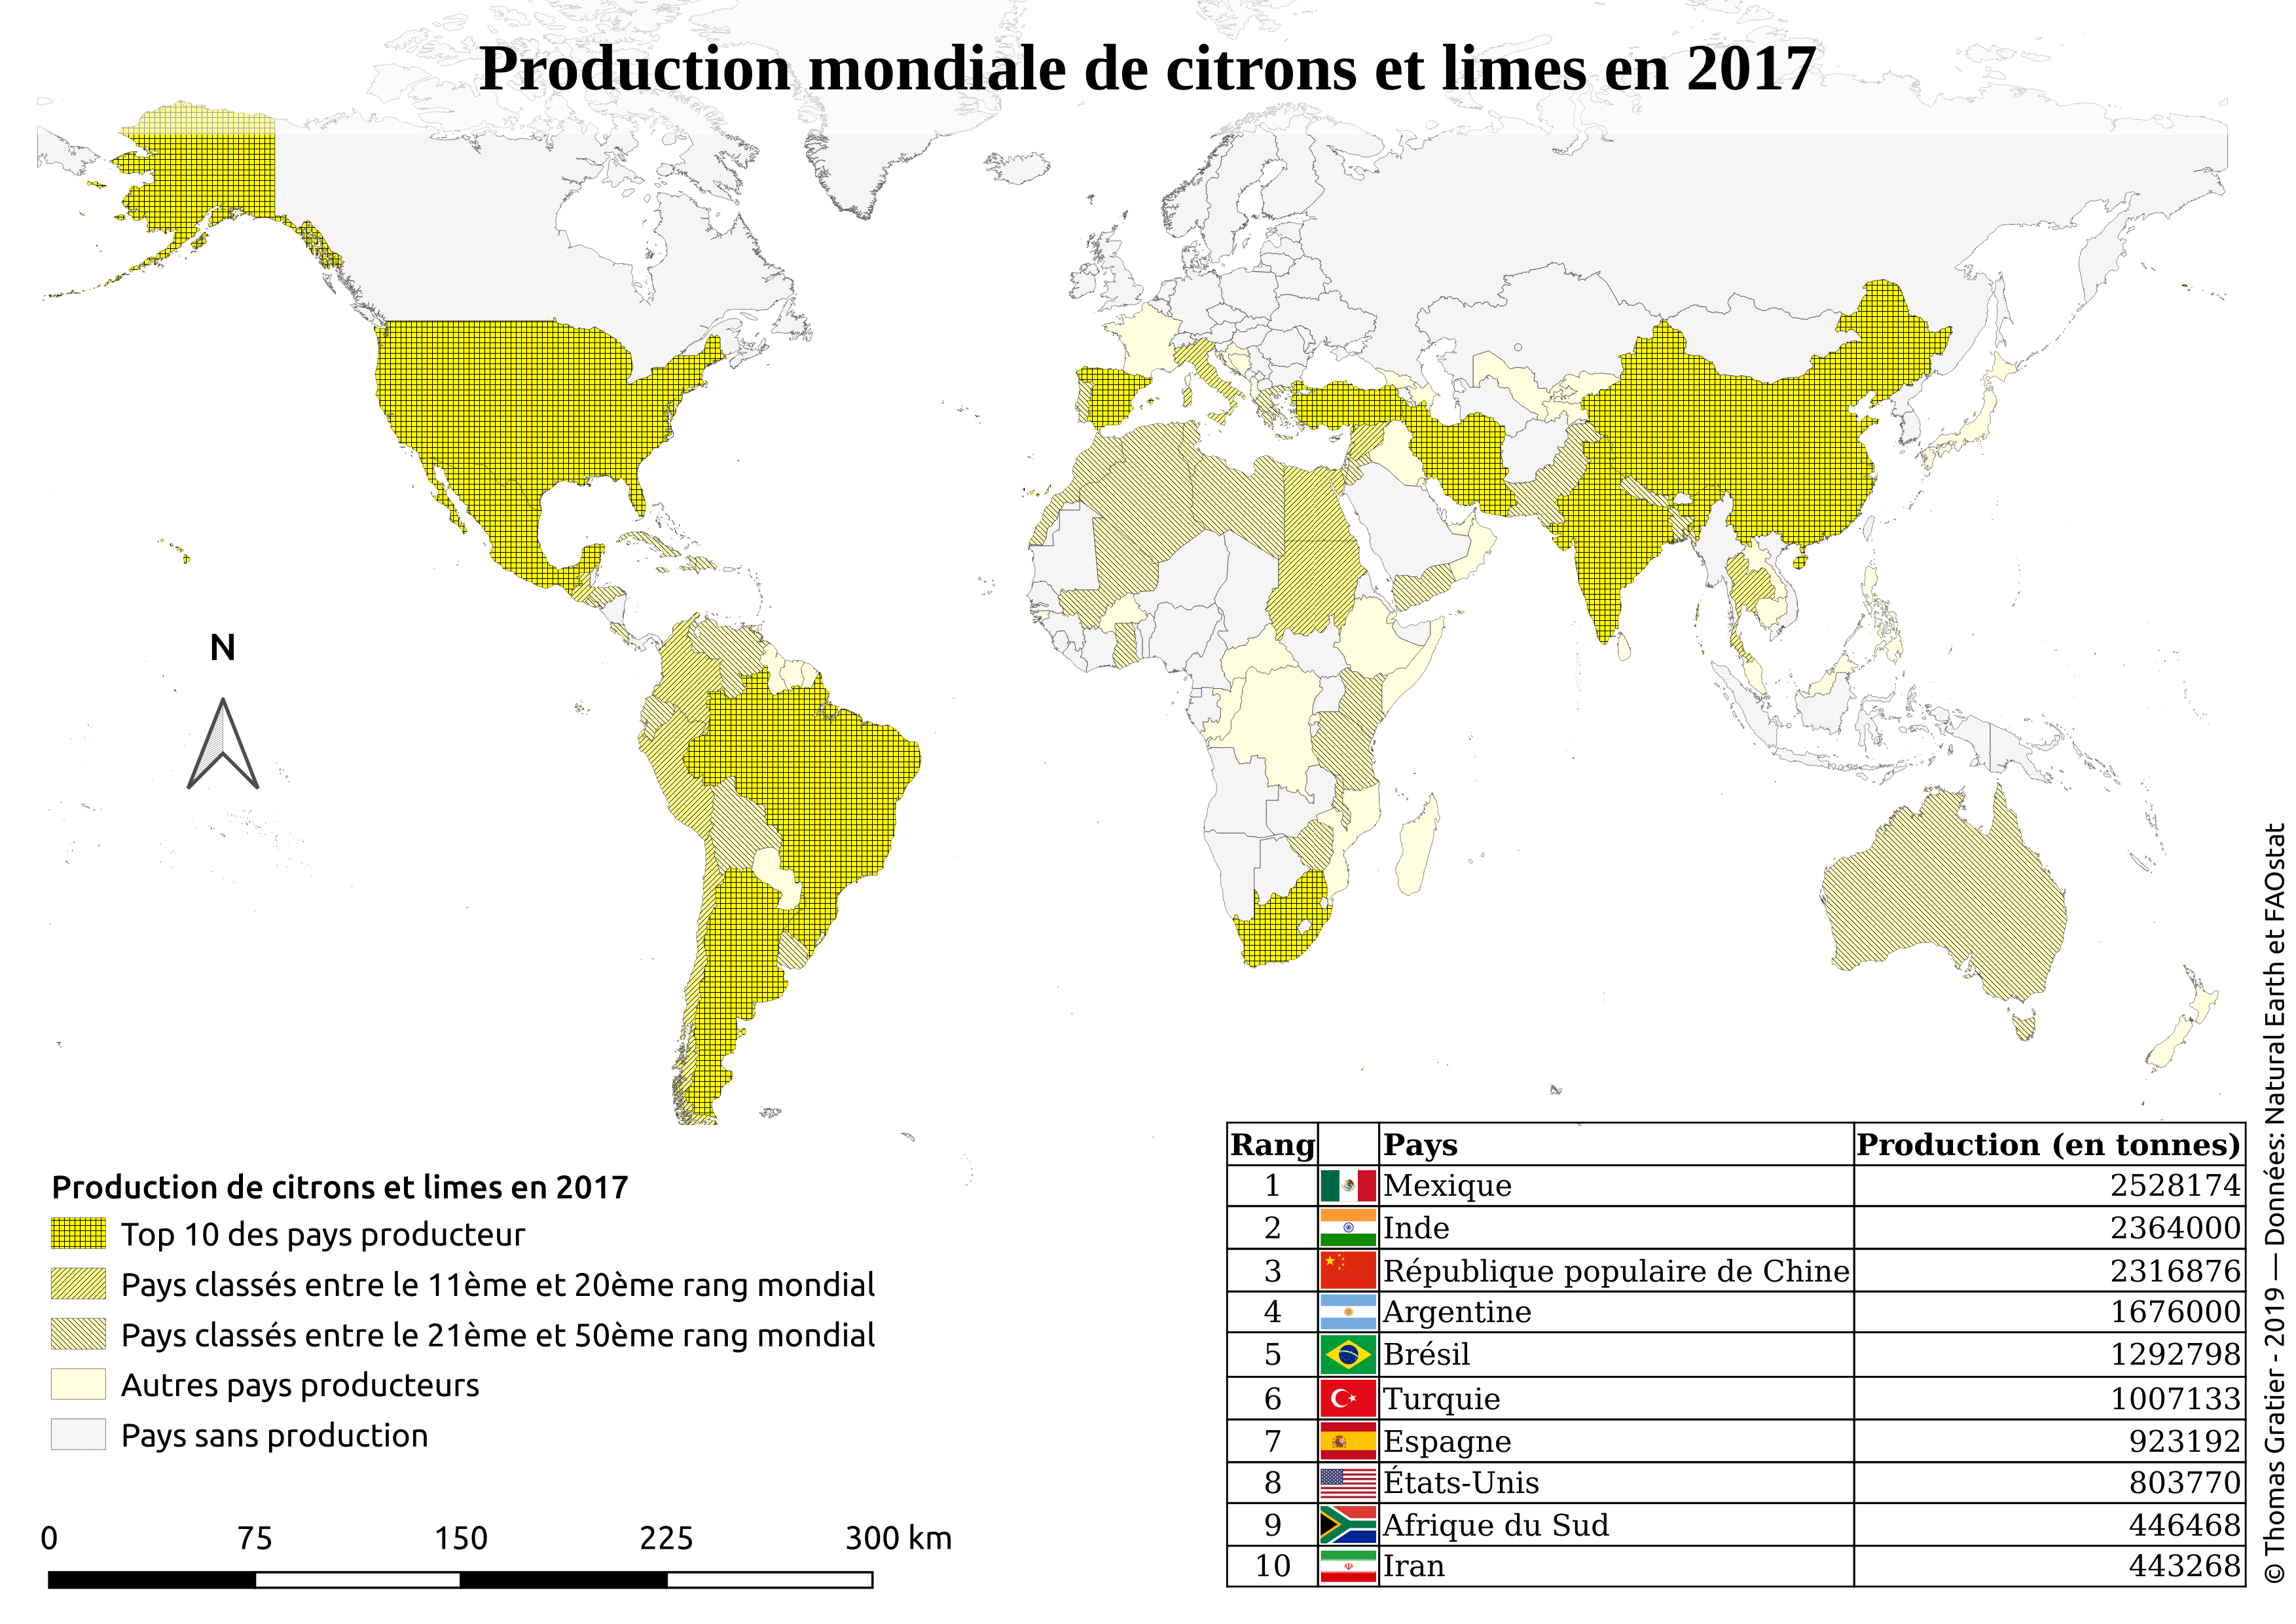 Production mondiale de citrons et limes en 2017
N
Production de citrons et limes en 2017
Top 10 des pays producteur
Pays classés entre le 11ème et 20ème rang mondial
Pays classés entre le 21ème et 50ème rang mondial
Autres pays producteurs
Pays sans production
0 75 150 225 300 km
Rang Pays Production (en tonnes)
1 Mexique 2528174
2 Inde 2364000
3 République populaire de Chine 2316876
4 Argentine 1676000
5 Brésil 1292798
6 Turquie 1007133
7 Espagne 923192
8 États-Unis 803770
9 Afrique du Sud 446468
10 Iran 443268
© Thomas Gratier - 2019 — Données: Natural Earth et FAOstat